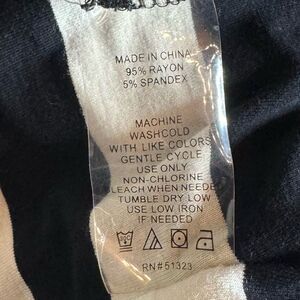 MADE IN CHINA
95% RAYON
5% SPANDEX
MACHINE
WASHCOLD
WITH LIKE COLORS
GENTLE CYCLE
USE ONLY
NON-CHLORINE
BLEACH WHEN NEEDED
TUMBLE DRY LOW
USE LOW IRON
IF NEEDED
RN#51323